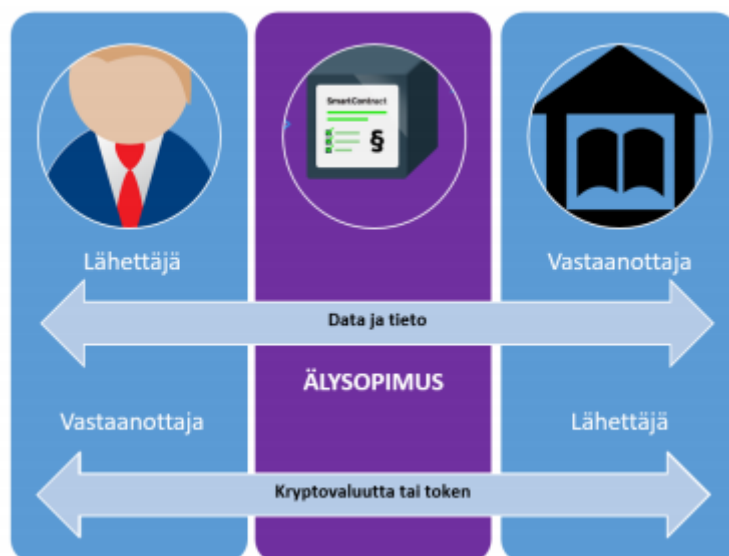 SmartContract
§
Lähettäjä
Vastaanottaja
Data ja tieto
ÄLYSOPIMUS
Vastaanottaja
Lähettäjä
Kryptovaluutta tai token